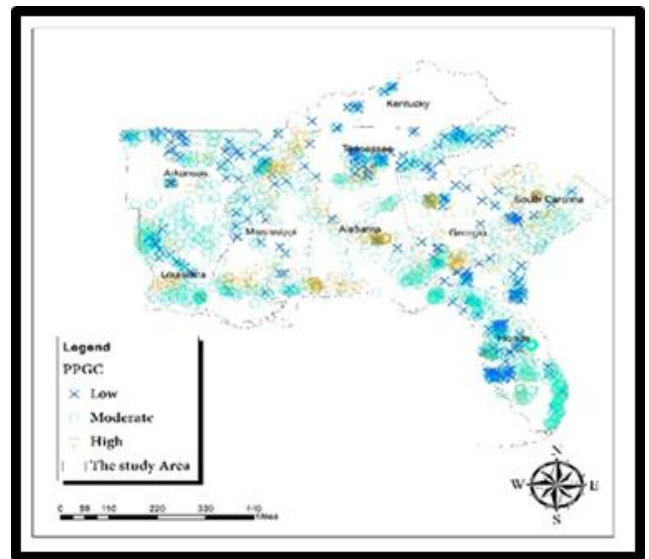 Kentucky
Tennessee
Arkansas
South Carolina
Mississippi
Alabama
Georgia
Louisiana
Florida
Legend
PPGC
Low
Moderate
High
The study Area
N
W E
S
0 55 110 220 330 440
Miles